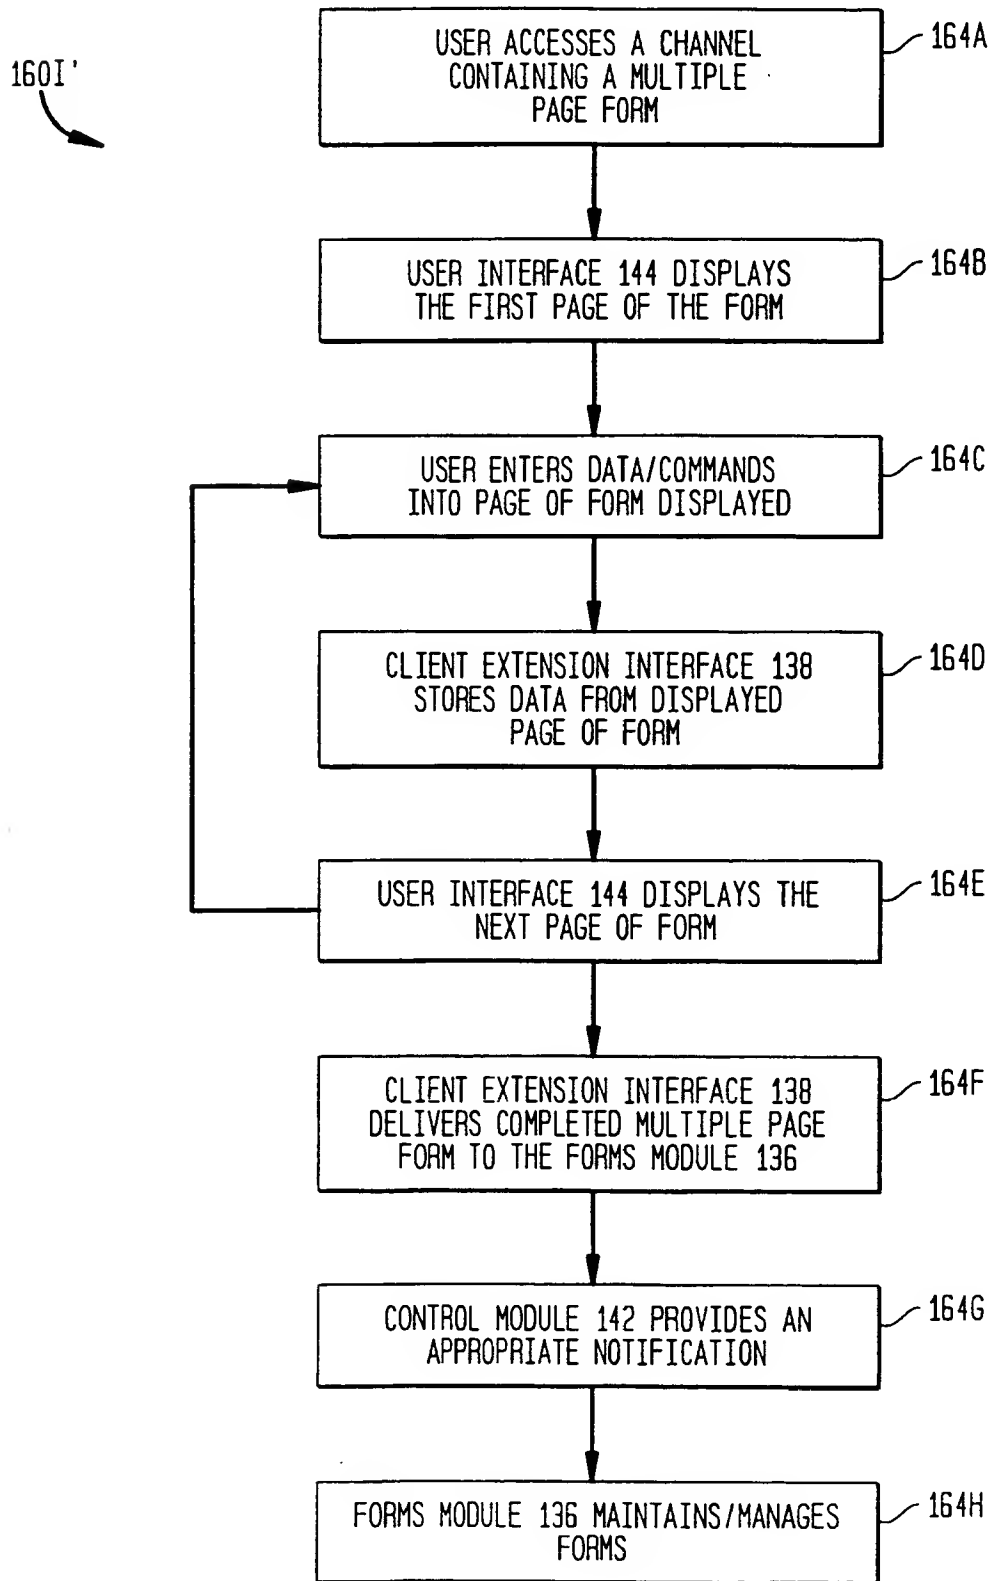 160I'
USER ACCESSES A CHANNEL
CONTAINING A MULTIPLE
PAGE FORM
164A
USER INTERFACE 144 DISPLAYS
THE FIRST PAGE OF THE FORM
164B
USER ENTERS DATA/COMMANDS
INTO PAGE OF FORM DISPLAYED
164C
CLIENT EXTENSION INTERFACE 138
STORES DATA FROM DISPLAYED
PAGE OF FORM
164D
USER INTERFACE 144 DISPLAYS THE
NEXT PAGE OF FORM
164E
CLIENT EXTENSION INTERFACE 138
DELIVERS COMPLETED MULTIPLE PAGE
FORM TO THE FORMS MODULE 136
164F
CONTROL MODULE 142 PROVIDES AN
APPROPRIATE NOTIFICATION
164G
FORMS MODULE 136 MAINTAINS/MANAGES
FORMS
164H